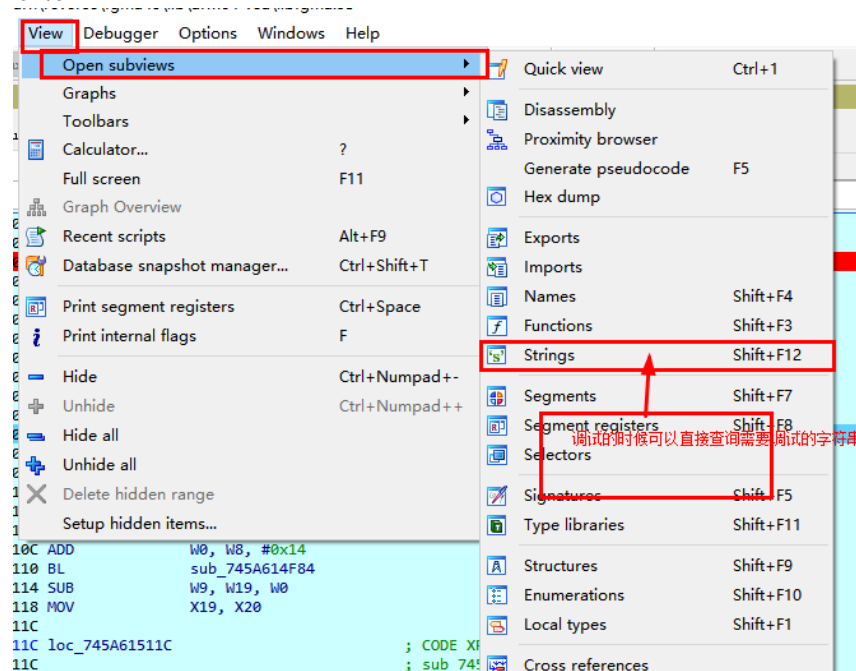 View Debugger Options Windows Help
Open subviews
Graphs
Toolbars
Calculator... ?
Full screen F11
Graph Overview
Recent scripts Alt+F9
Database snapshot manager... Ctrl+Shift+T
Print segment registers Ctrl+Space
Print internal flags F
Hide Ctrl+Numpad+-
Unhide Ctrl+Numpad++
Hide all
Unhide all
Delete hidden range
Setup hidden items...
Quick view Ctrl+1
Disassembly
Proximity browser
Generate pseudocode F5
Hex dump
Exports
Imports
Names Shift+F4
Functions Shift+F3
Strings Shift+F12
Segments Shift+F7
Segment registers Shift+F8
调试的时候可以直接查询需要调试的字符串
Selectors
Signatures Shift+F5
Type libraries Shift+F11
Structures Shift+F9
Enumerations Shift+F10
Local types Shift+F1
Cross references
10C ADD W0, W8, #0x14
110 BL sub_745A614F84
114 SUB W9, W19, W0
118 MOV X19, X20
11C
11C loc_745A61511C ; CODE XR
11C ; sub_745